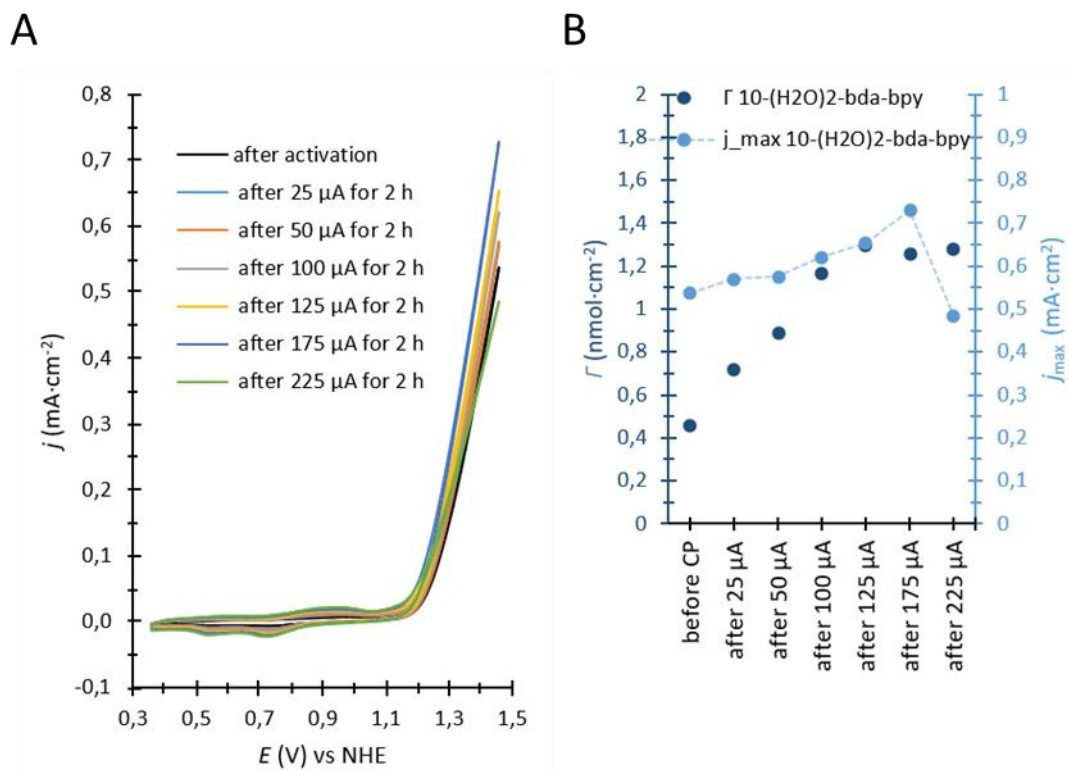 A
B
0,8
0,7
0,6
0,5
0,4
0,3
0,2
0,1
0,0
-0,1
j (mA·cm⁻²)
after activation
after 25 µA for 2 h
after 50 µA for 2 h
after 100 µA for 2 h
after 125 µA for 2 h
after 175 µA for 2 h
after 225 µA for 2 h
0,3 0,5 0,7 0,9 1,1 1,3 1,5
E (V) vs NHE
Γ 10-(H2O)2-bda-bpy
j_max 10-(H2O)2-bda-bpy
2
1,8
1,6
1,4
1,2
1
0,8
0,6
0,4
0,2
0
Γ (nmol·cm⁻²)
1
0,9
0,8
0,7
0,6
0,5
0,4
0,3
0,2
0,1
0
jmax (mA·cm²)
before CP
after 25 µA
after 50 µA
after 100 µA
after 125 µA
after 175 µA
after 225 µA